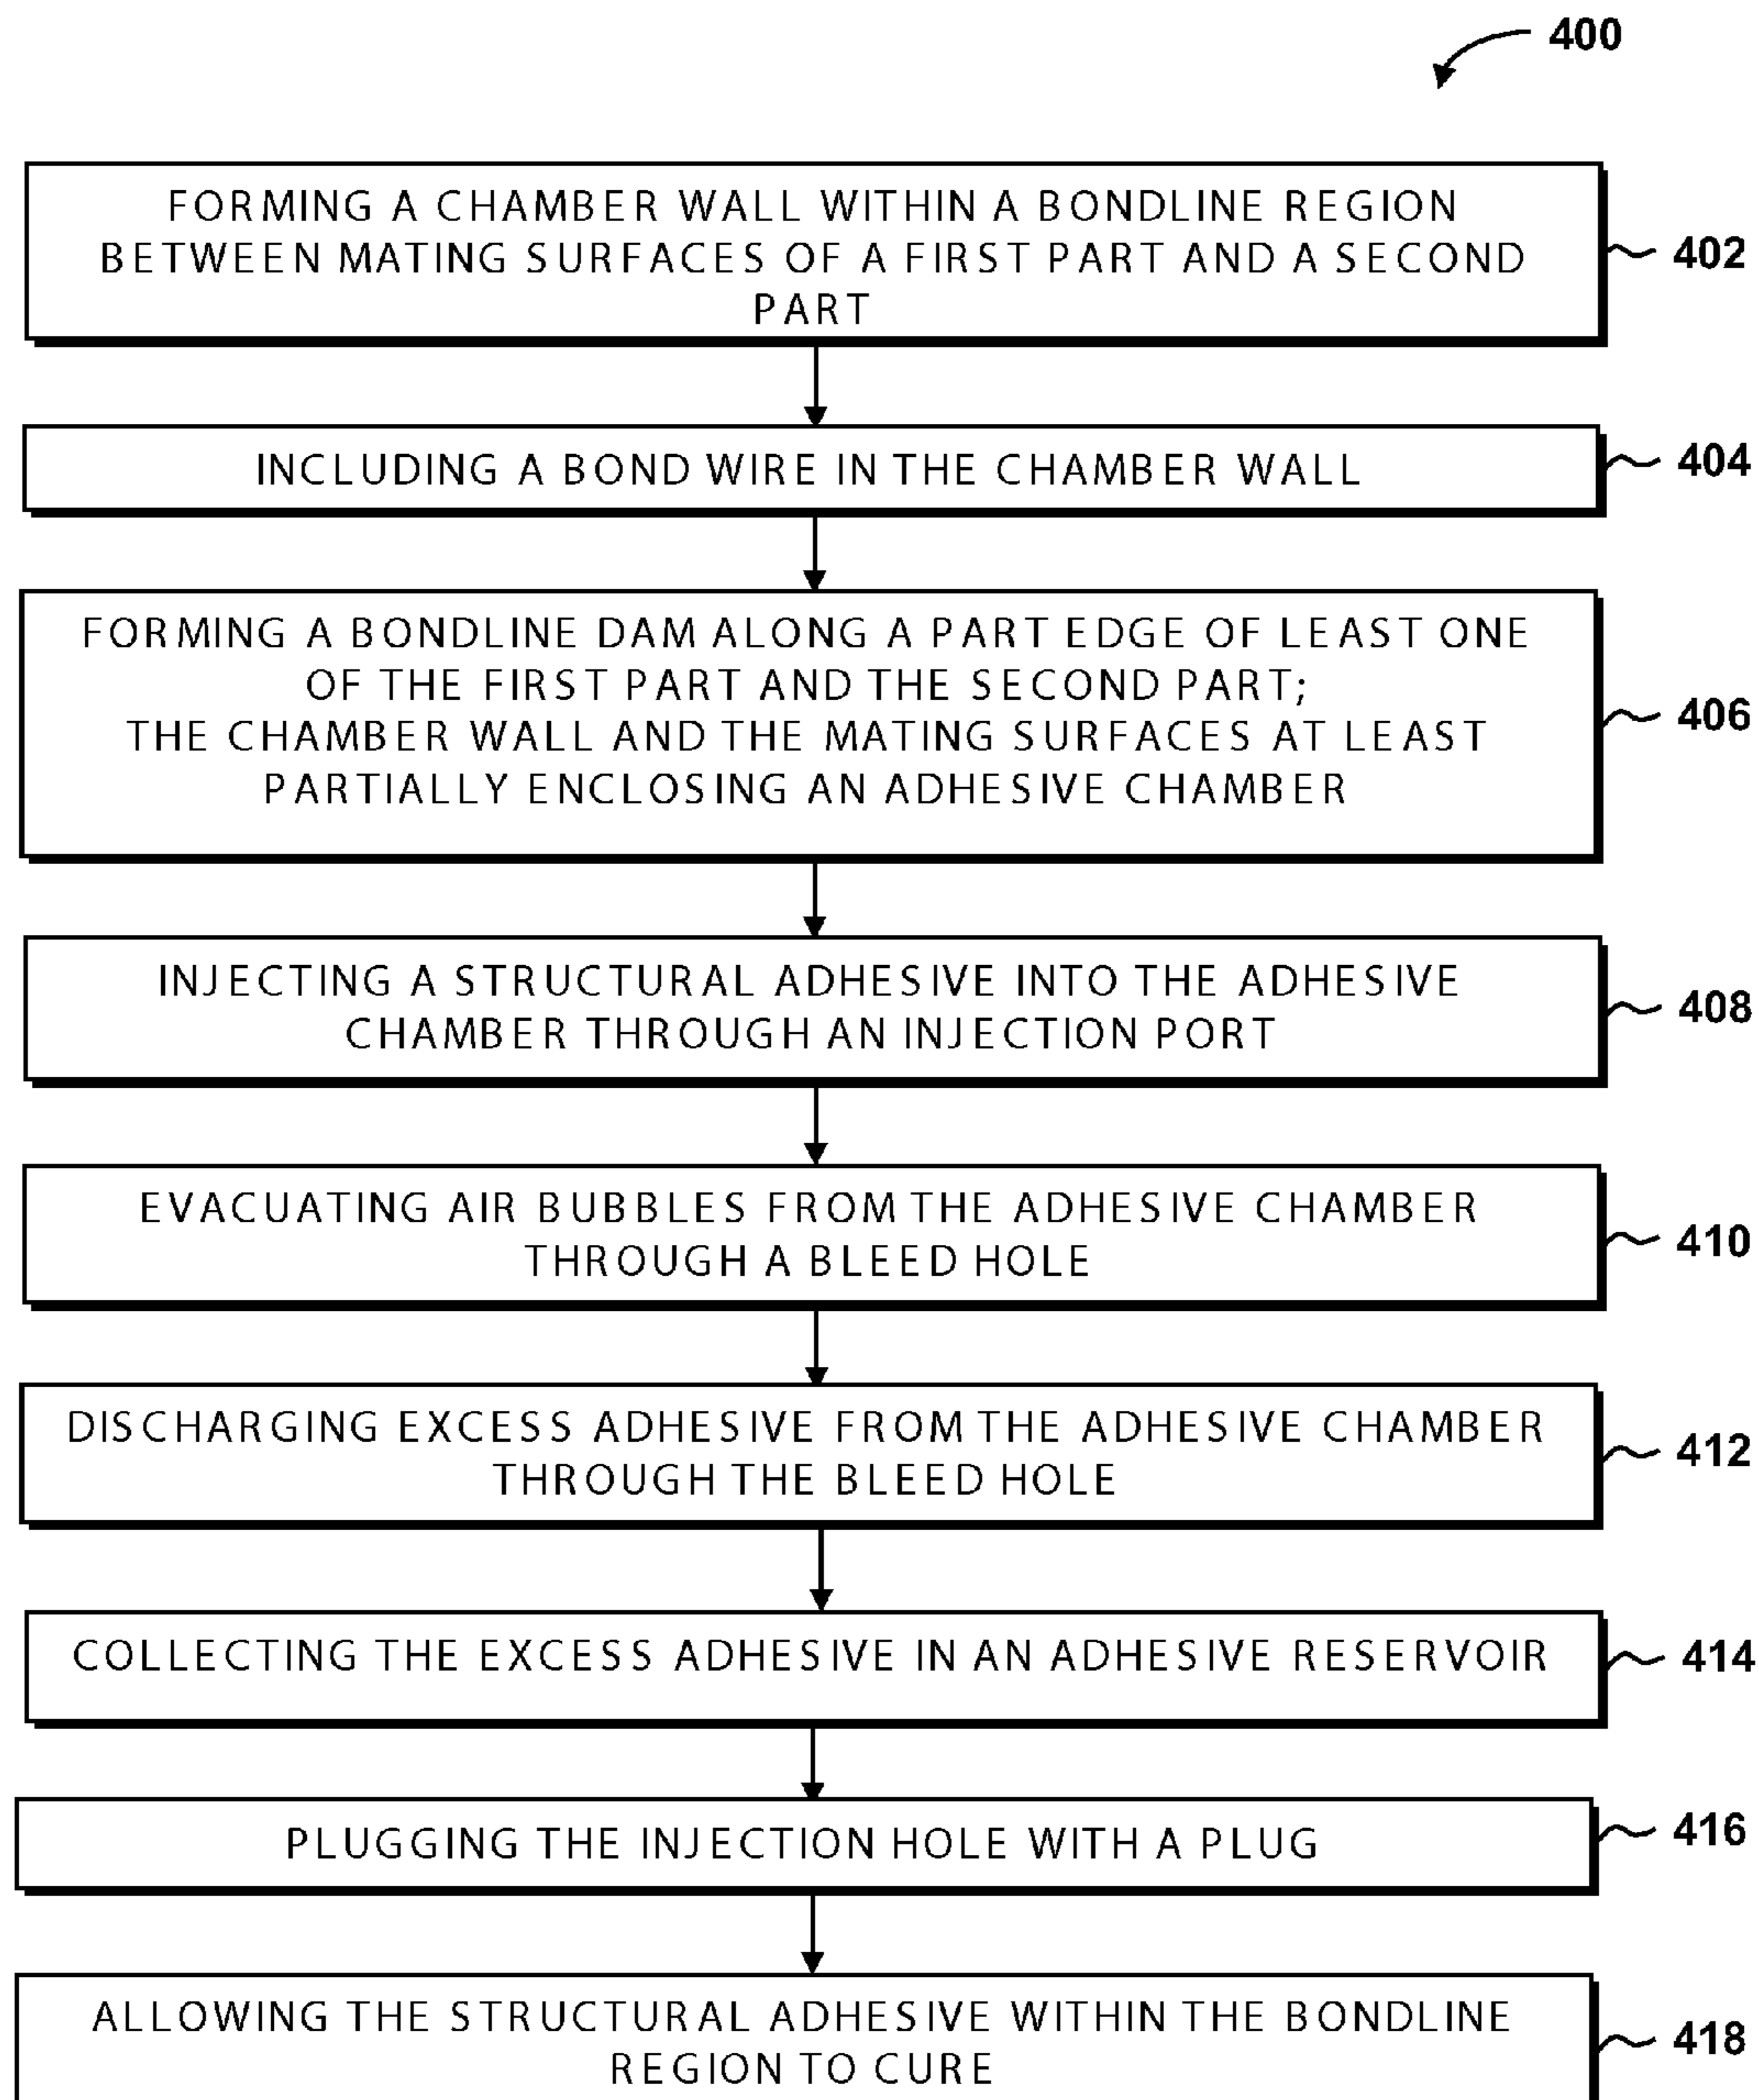 400
FORMING A CHAMBER WALL WITHIN A BONDLINE REGION
BETWEEN MATING SURFACES OF A FIRST PART AND A SECOND
PART
402
INCLUDING A BOND WIRE IN THE CHAMBER WALL
404
FORMING A BONDLINE DAM ALONG A PART EDGE OF LEAST ONE
OF THE FIRST PART AND THE SECOND PART;
THE CHAMBER WALL AND THE MATING SURFACES AT LEAST
PARTIALLY ENCLOSING AN ADHESIVE CHAMBER
406
INJECTING A STRUCTURAL ADHESIVE INTO THE ADHESIVE
CHAMBER THROUGH AN INJECTION PORT
408
EVACUATING AIR BUBBLES FROM THE ADHESIVE CHAMBER
THROUGH A BLEED HOLE
410
DISCHARGING EXCESS ADHESIVE FROM THE ADHESIVE CHAMBER
THROUGH THE BLEED HOLE
412
COLLECTING THE EXCESS ADHESIVE IN AN ADHESIVE RESERVOIR
414
PLUGGING THE INJECTION HOLE WITH A PLUG
416
ALLOWING THE STRUCTURAL ADHESIVE WITHIN THE BONDLINE
REGION TO CURE
418